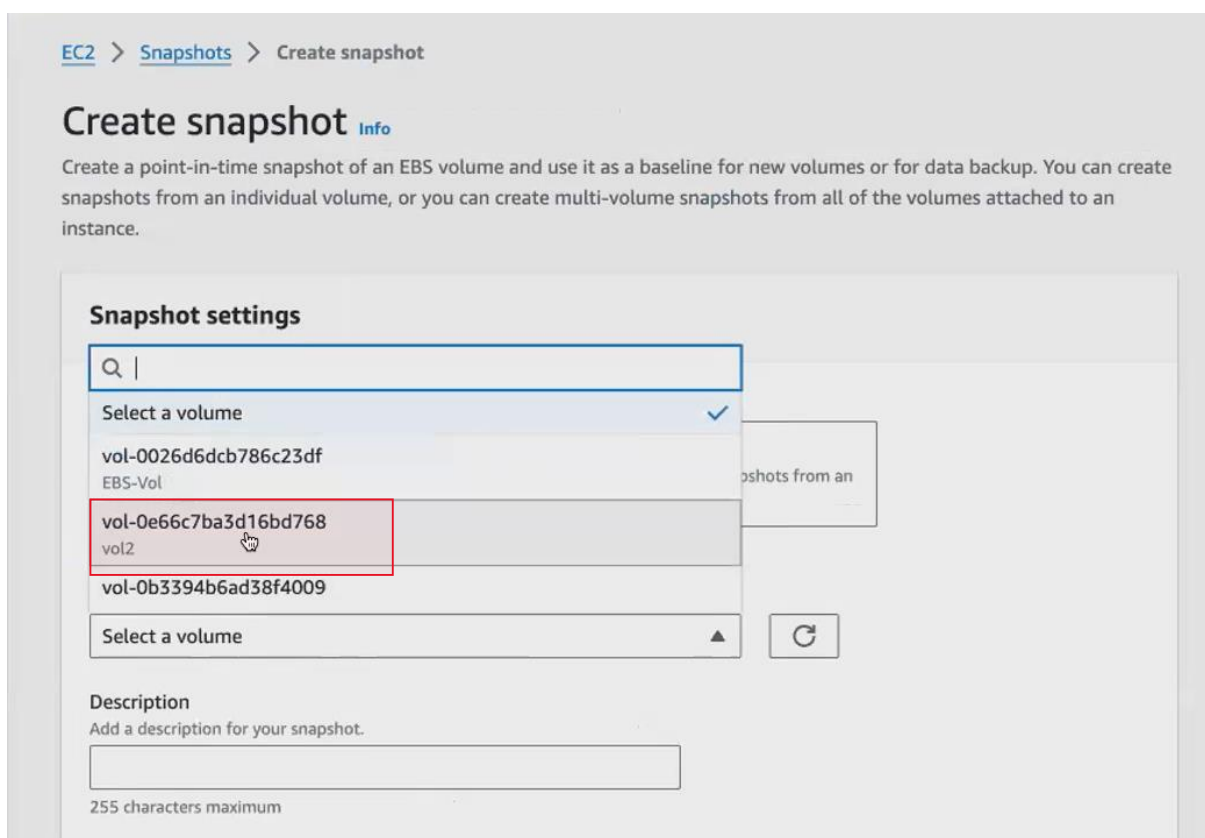 EC2 > Snapshots > Create snapshot
Create snapshot Info
Create a point-in-time snapshot of an EBS volume and use it as a baseline for new volumes or for data backup. You can create
snapshots from an individual volume, or you can create multi-volume snapshots from all of the volumes attached to an
instance.
Snapshot settings
Select a volume
vol-0026d6dcb786c23df
EBS-Vol
pshots from an
vol-0e66c7ba3d16bd768
vol2
vol-0b3394b6ad38f4009
Select a volume
Description
Add a description for your snapshot.
255 characters maximum